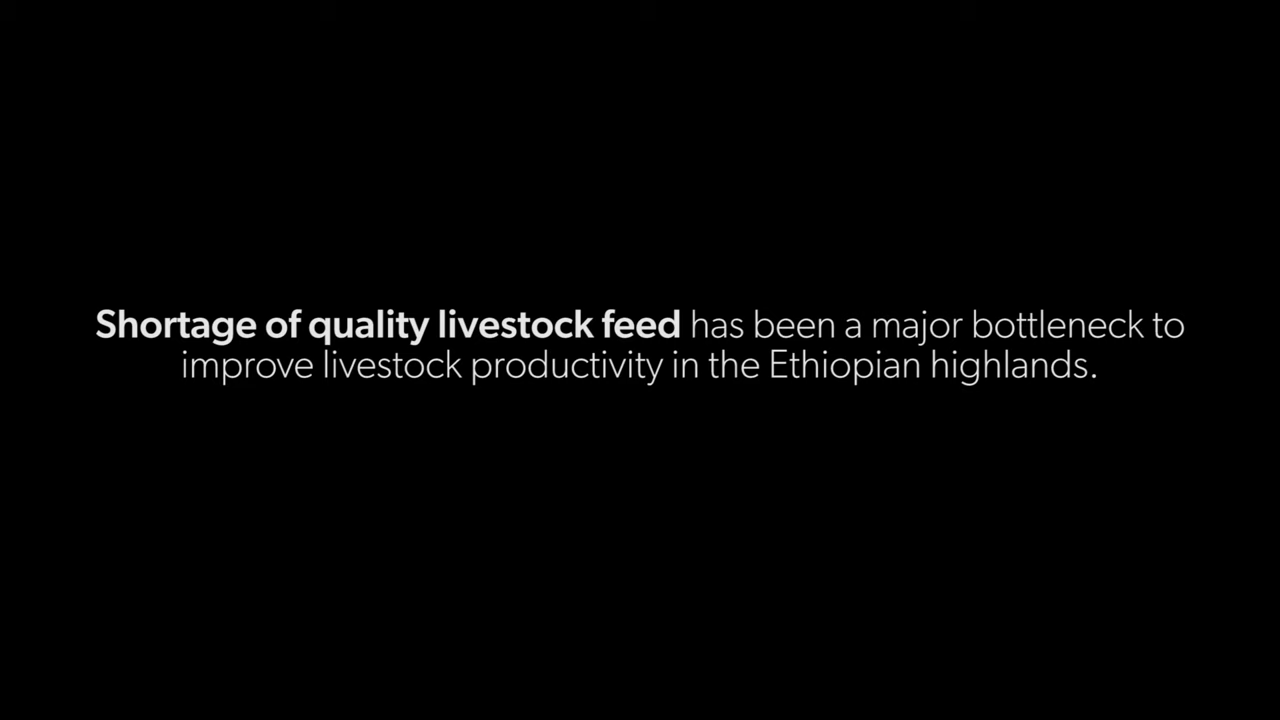 Shortage of quality livestock feed has been a major bottleneck to
improve livestock productivity in the Ethiopian highlands.